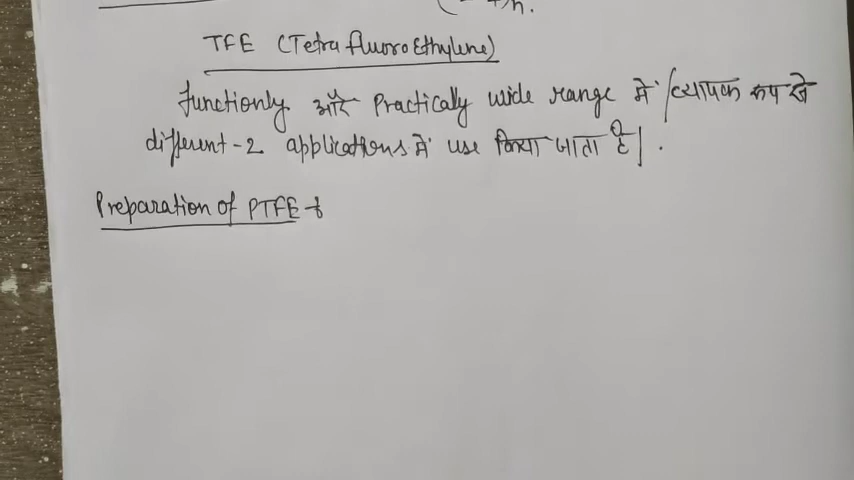 )n.
TFE (Tetra fluoro Ethylene)
functionly और Practically wide range में / व्यापक रूप से
different-2 applications में use किया जाता है| .
Preparation of PTFE